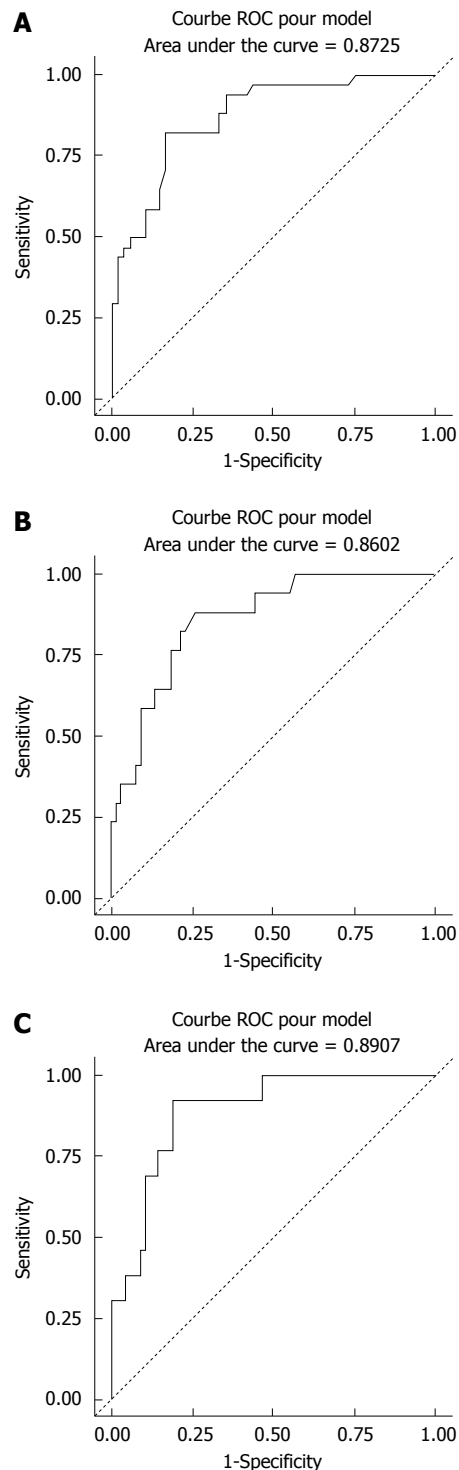 A
Courbe ROC pour model
Area under the curve = 0.8725
1.00
0.75
0.50
0.25
0.00
Sensitivity
0.00 0.25 0.50 0.75 1.00
1-Specificity
B
Courbe ROC pour model
Area under the curve = 0.8602
1.00
0.75
0.50
0.25
0.00
Sensitivity
0.00 0.25 0.50 0.75 1.00
1-Specificity
C
Courbe ROC pour model
Area under the curve = 0.8907
1.00
0.75
0.50
0.25
0.00
Sensitivity
0.00 0.25 0.50 0.75 1.00
1-Specificity